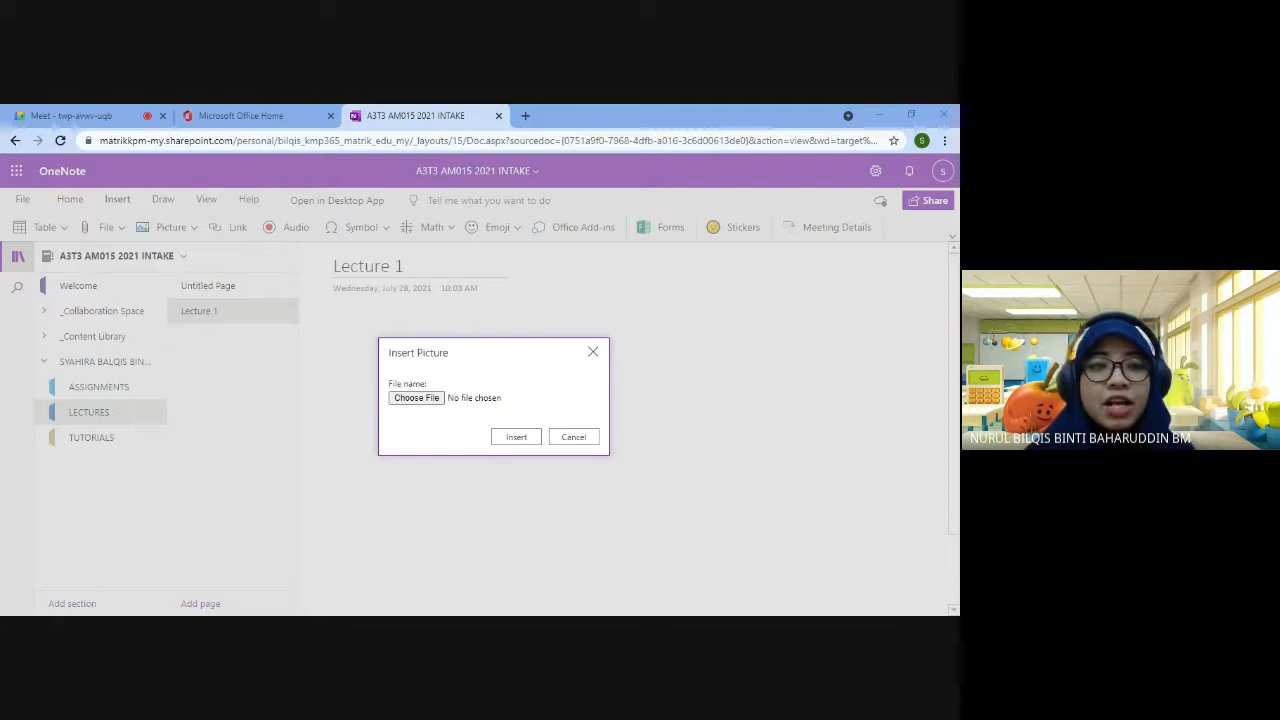 Meet - twp-avwv-uqb
Microsoft Office Home
A3T3 AM015 2021 INTAKE
matrikkpm-my.sharepoint.com/personal/bilqis_kmp365_matrik_edu_my/_layouts/15/Doc.aspx?sourcedoc={0751a9f0-7968-4dfb-a016-3c6d00613de0}&action=view&wd=target%...
S
OneNote
A3T3 AM015 2021 INTAKE
S
File Home Insert Draw View Help Open in Desktop App Tell me what you want to do Share
Table File Picture Link Audio Symbol Math Emoji Office Add-ins Forms Stickers Meeting Details
A3T3 AM015 2021 INTAKE
Welcome
_Collaboration Space
_Content Library
SYAHIRA BALQIS BIN...
ASSIGNMENTS
LECTURES
TUTORIALS
Add section
Untitled Page
Lecture 1
Add page
Lecture 1
Wednesday, July 28, 2021 10:03 AM
Insert Picture
File name:
Choose File No file chosen
Insert Cancel
NURUL BILQIS BINTI BAHARUDDIN BM